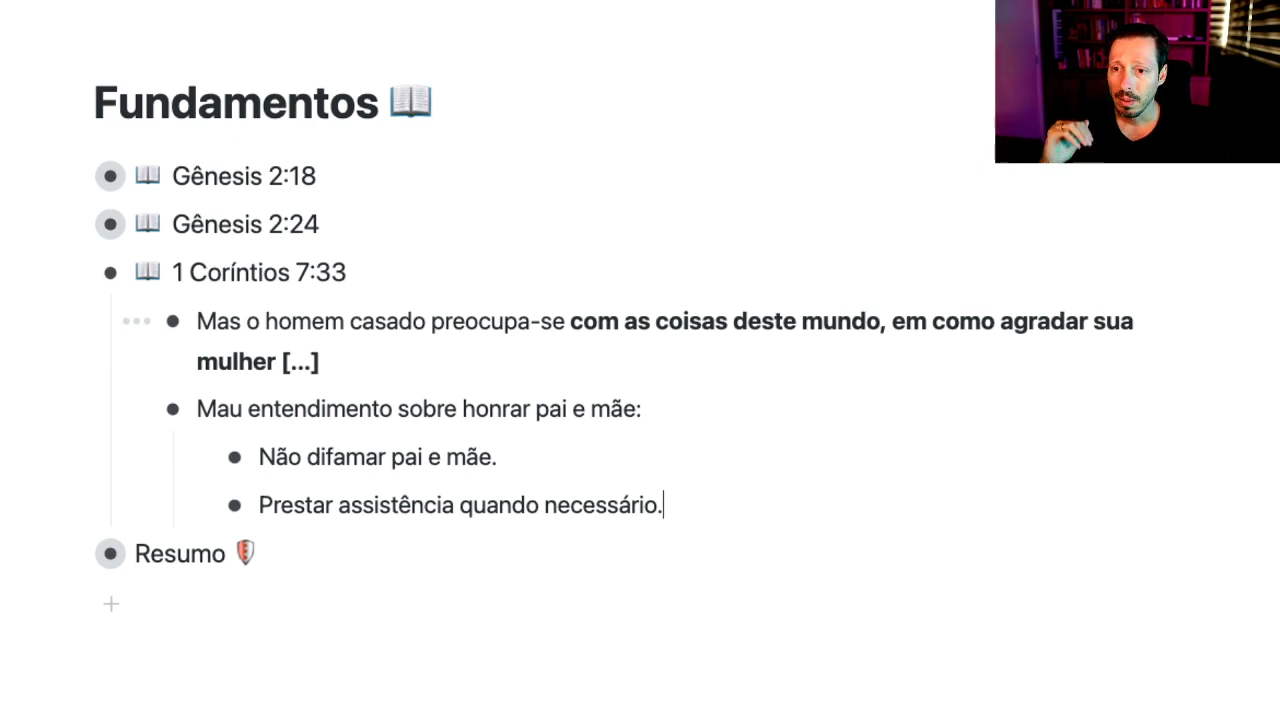 Fundamentos 📖
📖 Gênesis 2:18
📖 Gênesis 2:24
📖 1 Coríntios 7:33
Mas o homem casado preocupa-se com as coisas deste mundo, em como agradar sua
mulher [...]
Mau entendimento sobre honrar pai e mãe:
Não difamar pai e mãe.
Prestar assistência quando necessário.
Resumo